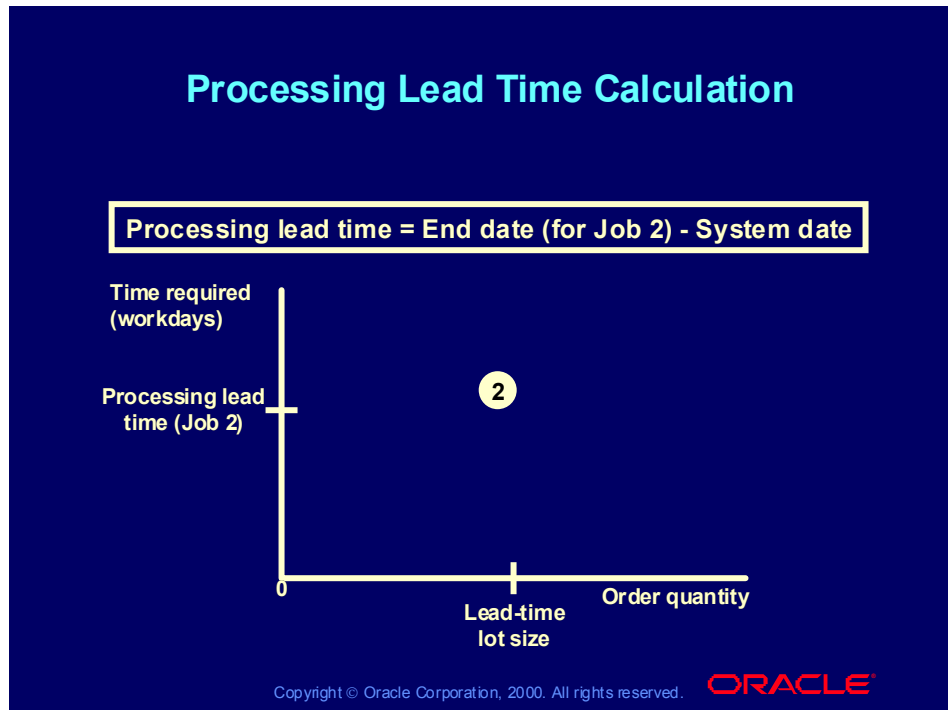 Processing Lead Time Calculation
Processing lead time = End date (for Job 2) - System date
Time required
(workdays)
Processing lead
time (Job 2)
2
0
Lead-time
lot size
Order quantity
Copyright © Oracle Corporation, 2000. All rights reserved.
ORACLE®